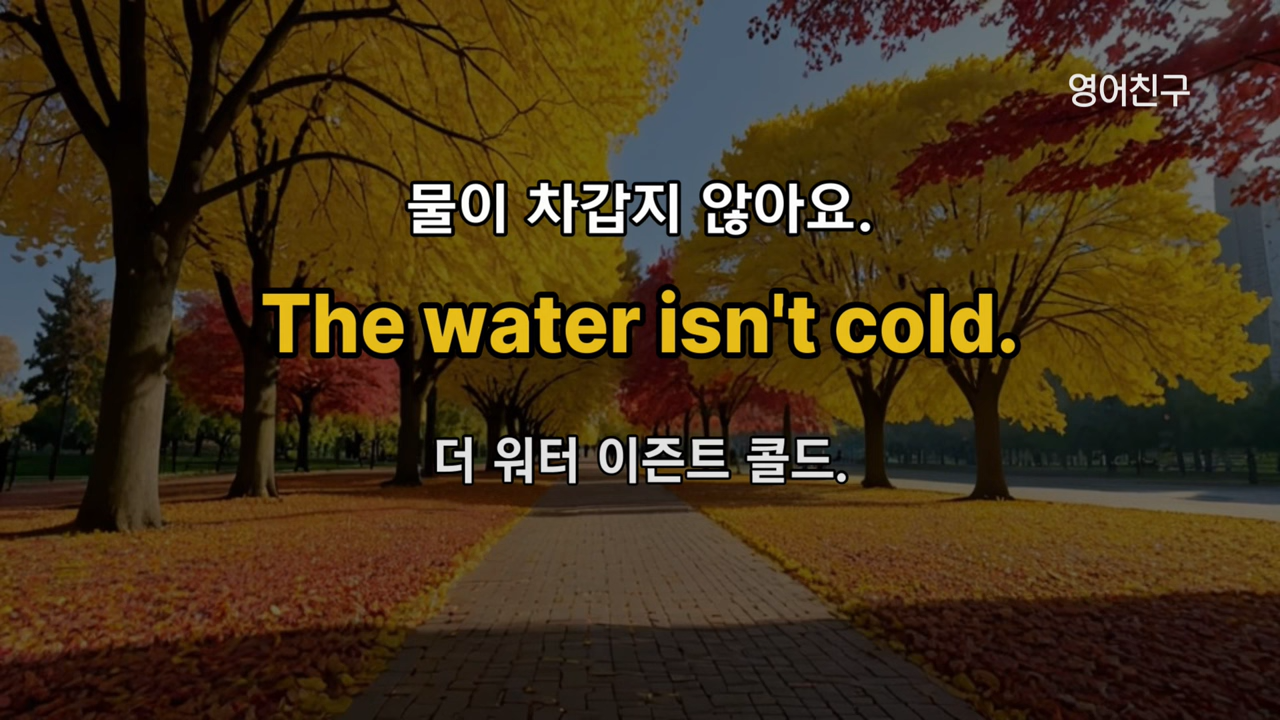 영어친구
물이 차갑지 않아요.
The water isn't cold.
더 워터 이즌트 콜드.